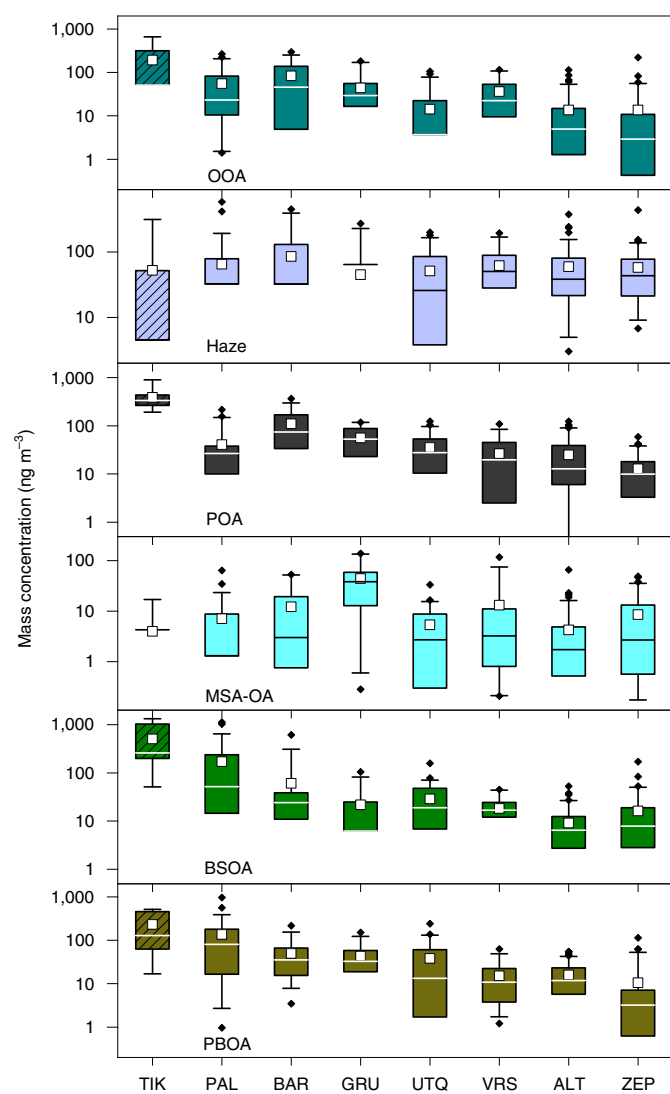 1,000
100
10
1
OOA
100
10
Haze
1,000
100
10
1
POA
Mass concentration (ng m⁻³)
100
10
1
MSA-OA
1,000
100
10
1
BSOA
1,000
100
10
1
PBOA
TIK PAL BAR GRU UTQ VRS ALT ZEP